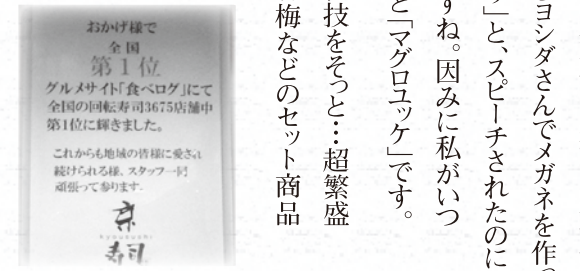 ヨシダさんでメガネを作っ
」と、スピーチされたのに
すね。因みに私がいつ
と「マグロユッケ」です。
技をそっと…超繁盛
梅などのセット商品
おかげ様で
全国
第1位
グルメサイト「食べログ」にて
全国の回転寿司3675店舗中
第1位に輝きました。
これからも地域の皆様に愛され
続けられる様、スタッフ一同
頑張って参ります。
京